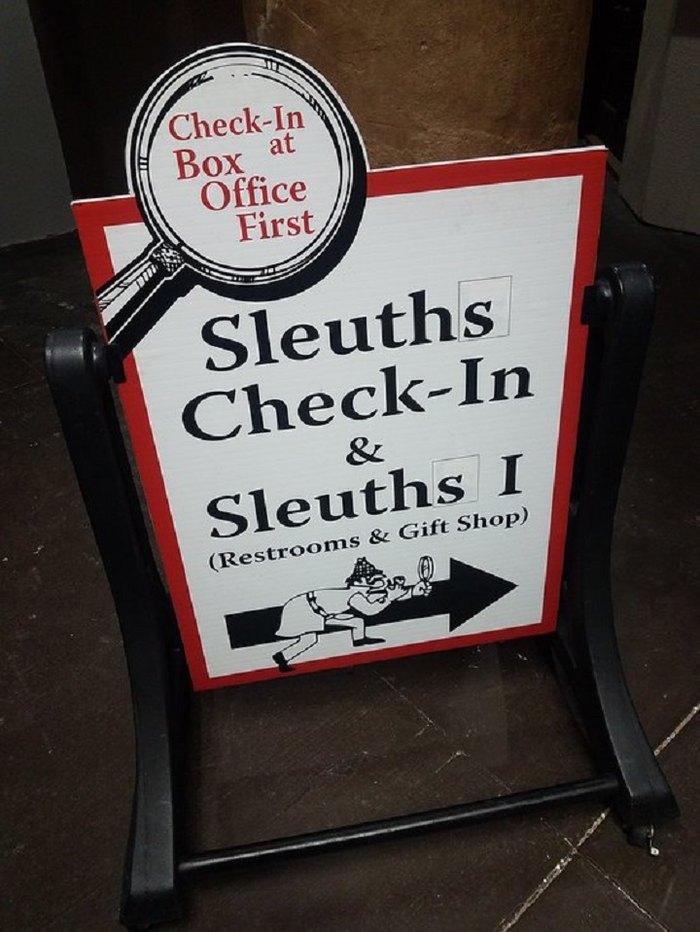 Check-In
at
Box
Office
First
Sleuths
Check-In
&
Sleuths I
(Restrooms & Gift Shop)